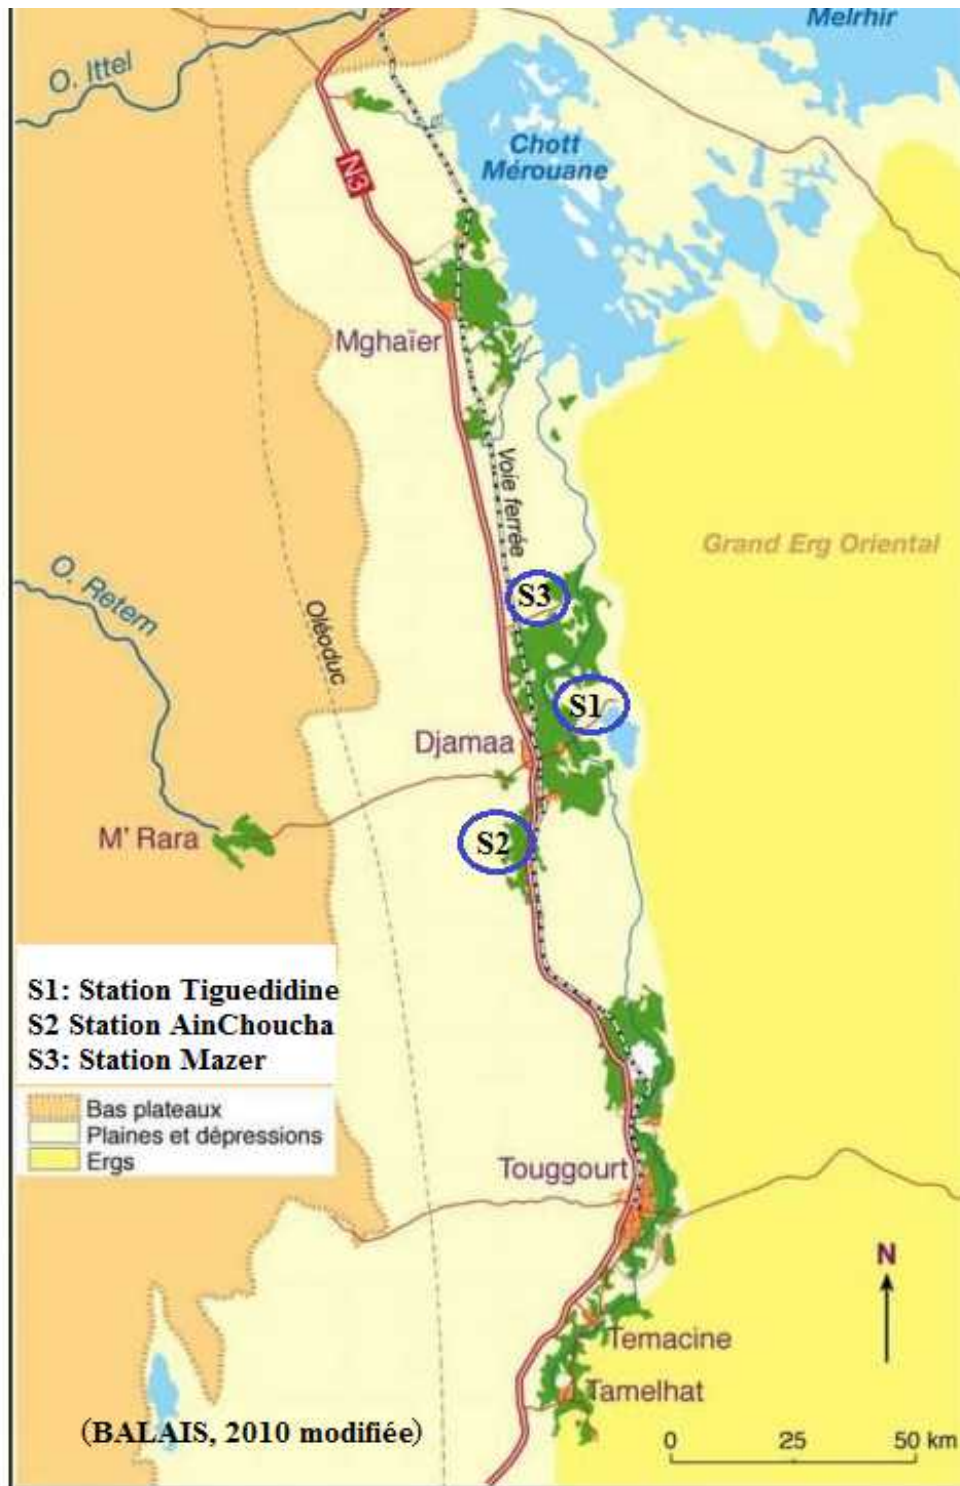 Melrhir
O. Ittel
Chott
Mérouane
N3
Mghaïer
Voie ferrée
Grand Erg Oriental
O. Retem
S3
Oléoduc
S1
Djamaa
M' Rara
S2
S1: Station Tiguedidine
S2 Station AinChoucha
S3: Station Mazer
Bas plateaux
Plaines et dépressions
Ergs
Touggourt
N
Temacine
Tamelhat
(BALAIS, 2010 modifiée)
0 25 50 km